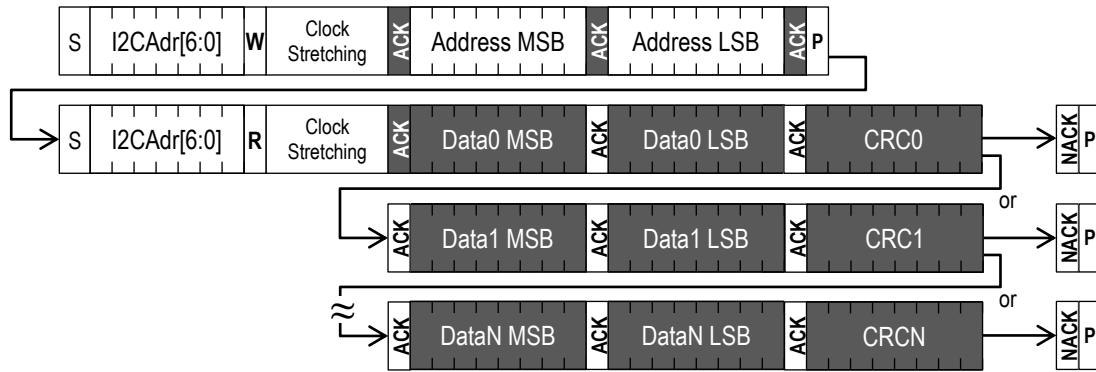 S I2CAdr[6:0] W Clock Stretching ACK Address MSB ACK Address LSB ACK P
S I2CAdr[6:0] R Clock Stretching ACK Data0 MSB ACK Data0 LSB ACK CRC0 NACK P
or
ACK Data1 MSB ACK Data1 LSB ACK CRC1 NACK P
or
≈ ACK DataN MSB ACK DataN LSB ACK CRCN NACK P